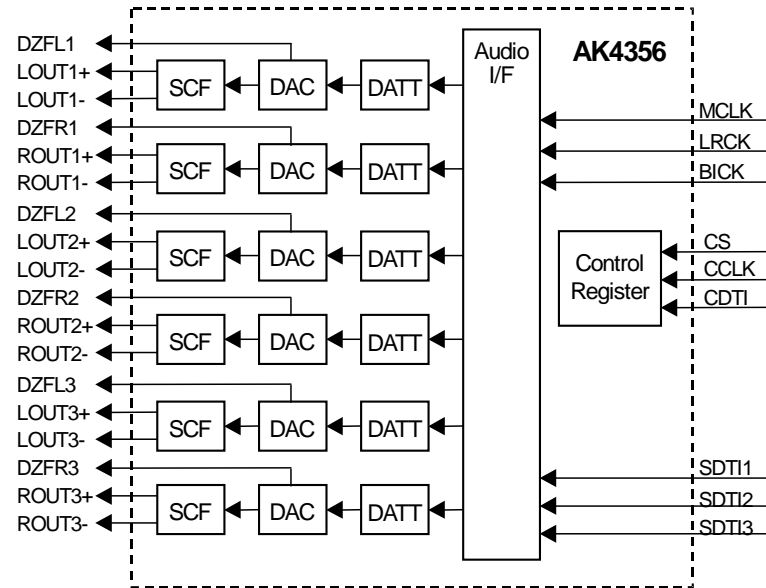 DZFL1
LOUT1+
LOUT1-
DZFR1
ROUT1+
ROUT1-
DZFL2
LOUT2+
LOUT2-
DZFR2
ROUT2+
ROUT2-
DZFL3
LOUT3+
LOUT3-
DZFR3
ROUT3+
ROUT3-
SCF DAC DATT
SCF DAC DATT
SCF DAC DATT
SCF DAC DATT
SCF DAC DATT
SCF DAC DATT
Audio
I/F
AK4356
Control
Register
MCLK
LRCK
BICK
CS
CCLK
CDTI
SDTI1
SDTI2
SDTI3